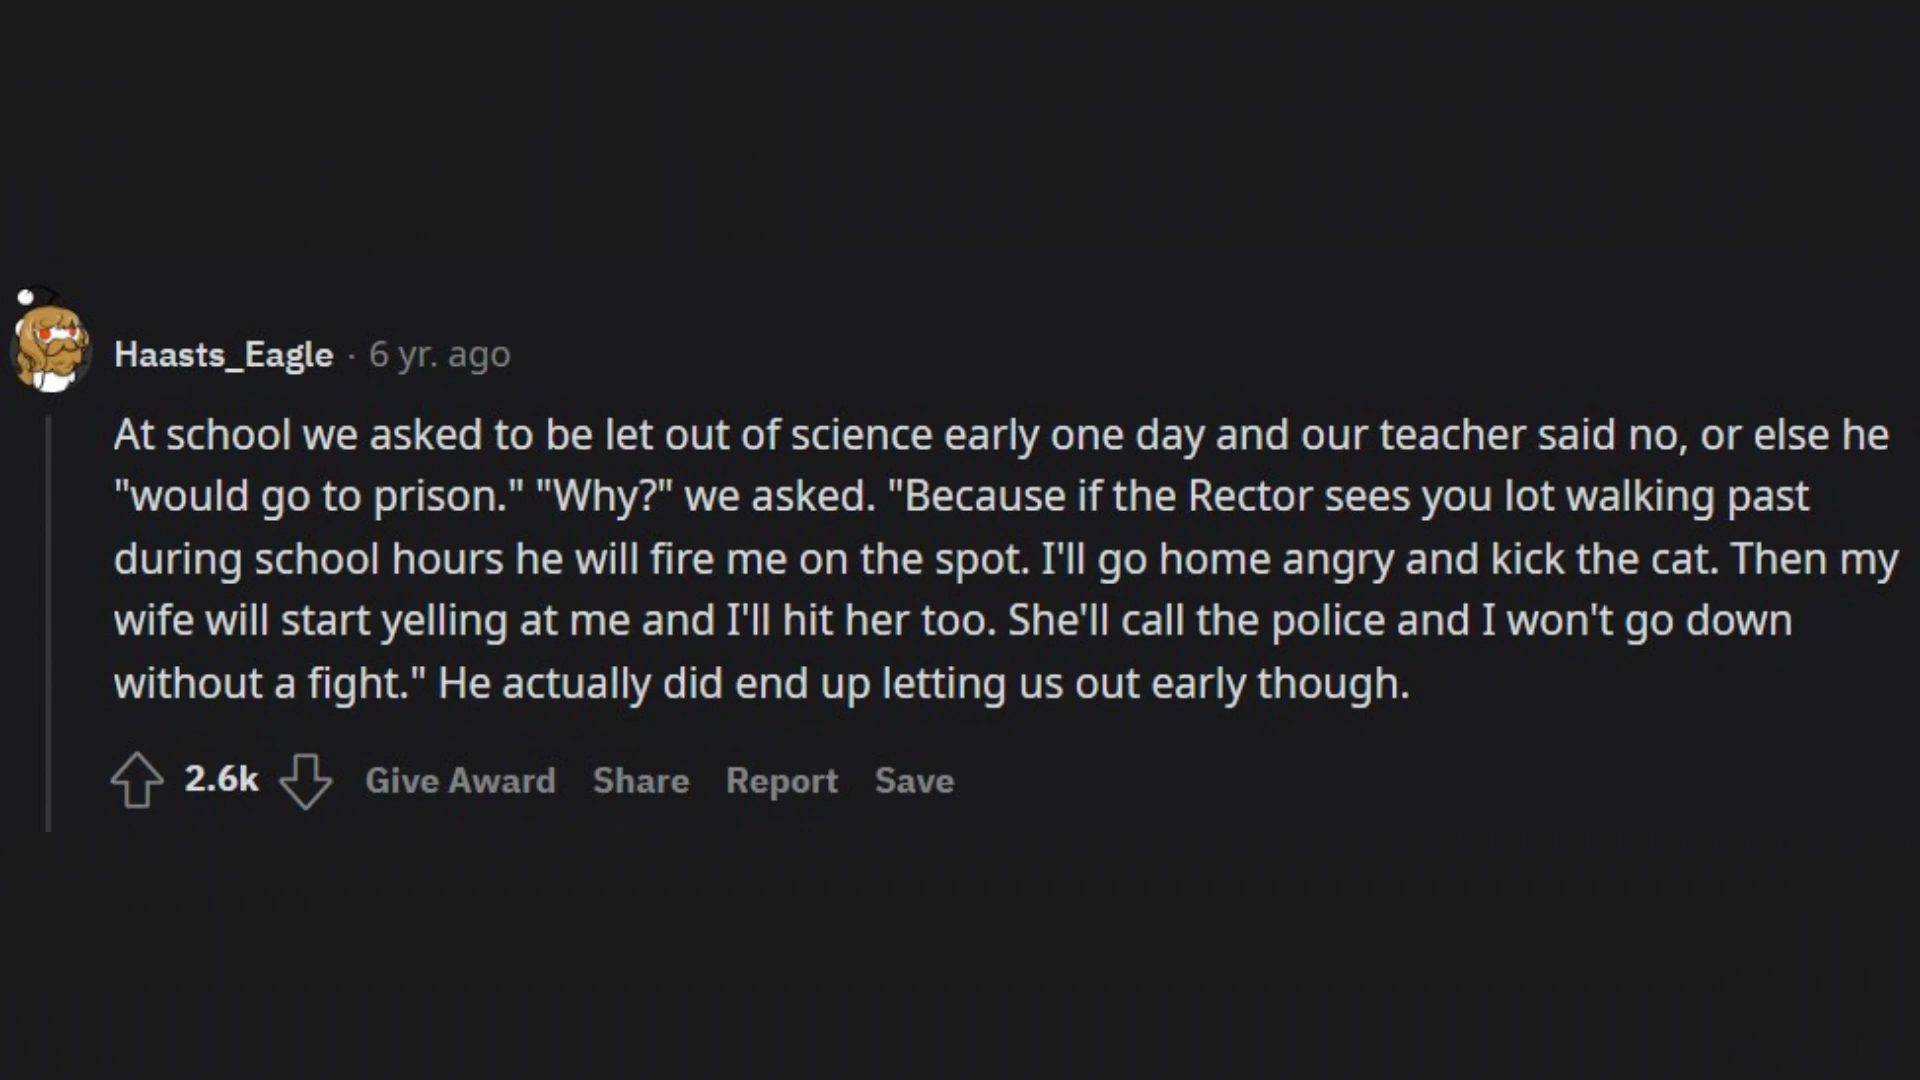 Haasts_Eagle · 6 yr. ago
At school we asked to be let out of science early one day and our teacher said no, or else he
"would go to prison." "Why?" we asked. "Because if the Rector sees you lot walking past
during school hours he will fire me on the spot. I'll go home angry and kick the cat. Then my
wife will start yelling at me and I'll hit her too. She'll call the police and I won't go down
without a fight." He actually did end up letting us out early though.
2.6k Give Award Share Report Save